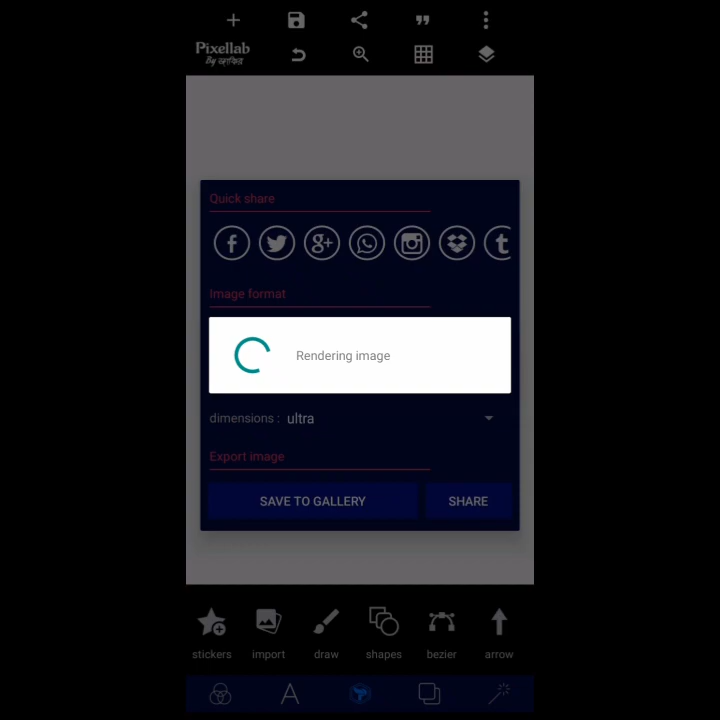 Pixellab
By জাকির
Quick share
Image format
Rendering image
dimensions : ultra
Export image
SAVE TO GALLERY
SHARE
stickers
import
draw
shapes
bezier
arrow